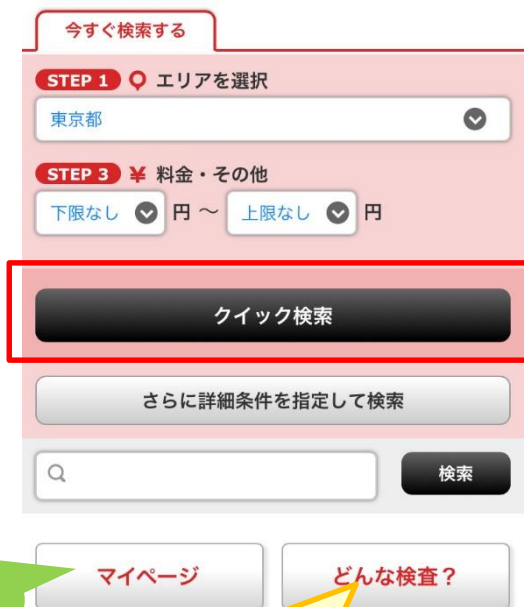 今すぐ検索する
STEP 1 エリアを選択
東京都
STEP 3 ¥ 料金・その他
下限なし 円 ～ 上限なし 円
クイック検索
さらに詳細条件を指定して検索
検索
マイページ どんな検査？